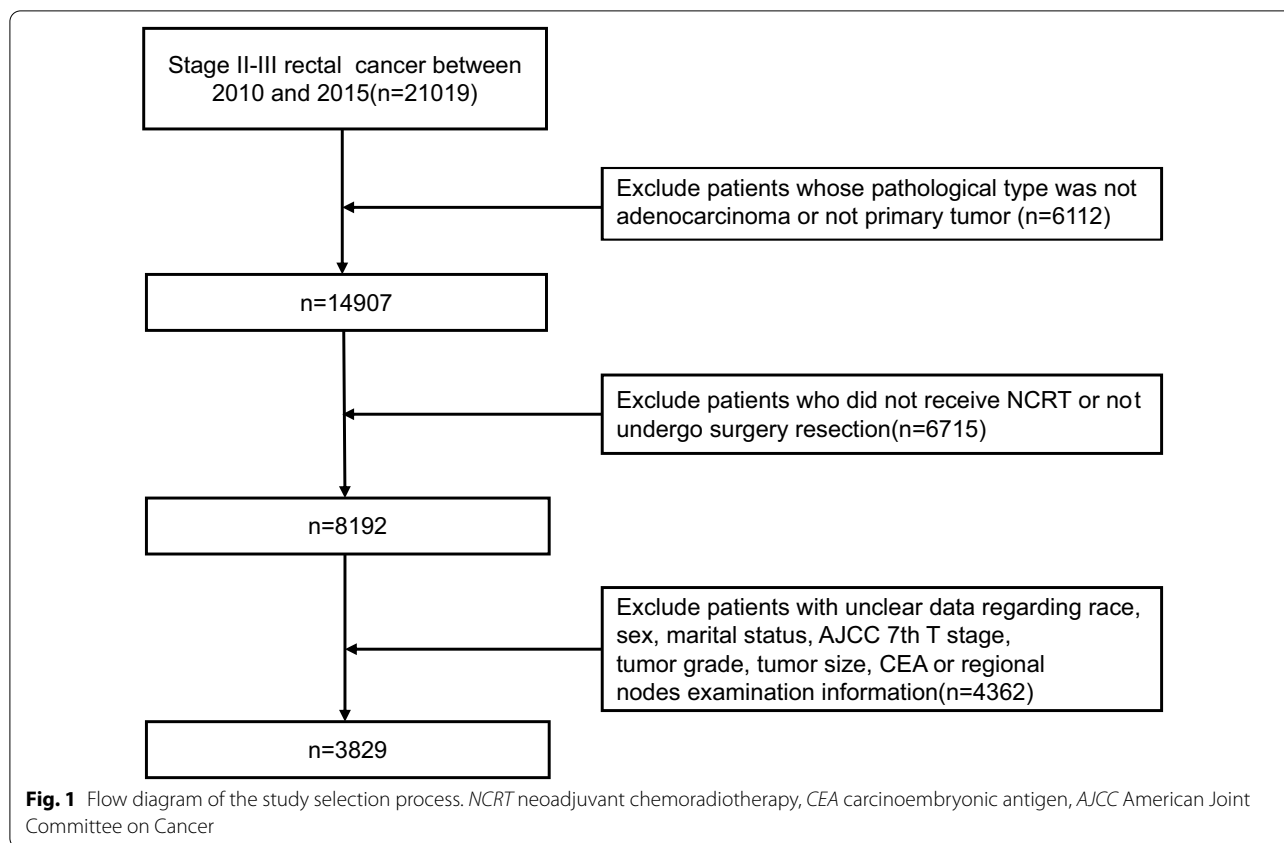 Stage II-III rectal cancer between
2010 and 2015(n=21019)
Exclude patients whose pathological type was not
adenocarcinoma or not primary tumor (n=6112)
n=14907
Exclude patients who did not receive NCRT or not
undergo surgery resection(n=6715)
n=8192
Exclude patients with unclear data regarding race,
sex, marital status, AJCC 7th T stage,
tumor grade, tumor size, CEA or regional
nodes examination information(n=4362)
n=3829
Fig. 1 Flow diagram of the study selection process. NCRT neoadjuvant chemoradiotherapy, CEA carcinoembryonic antigen, AJCC American Joint
Committee on Cancer